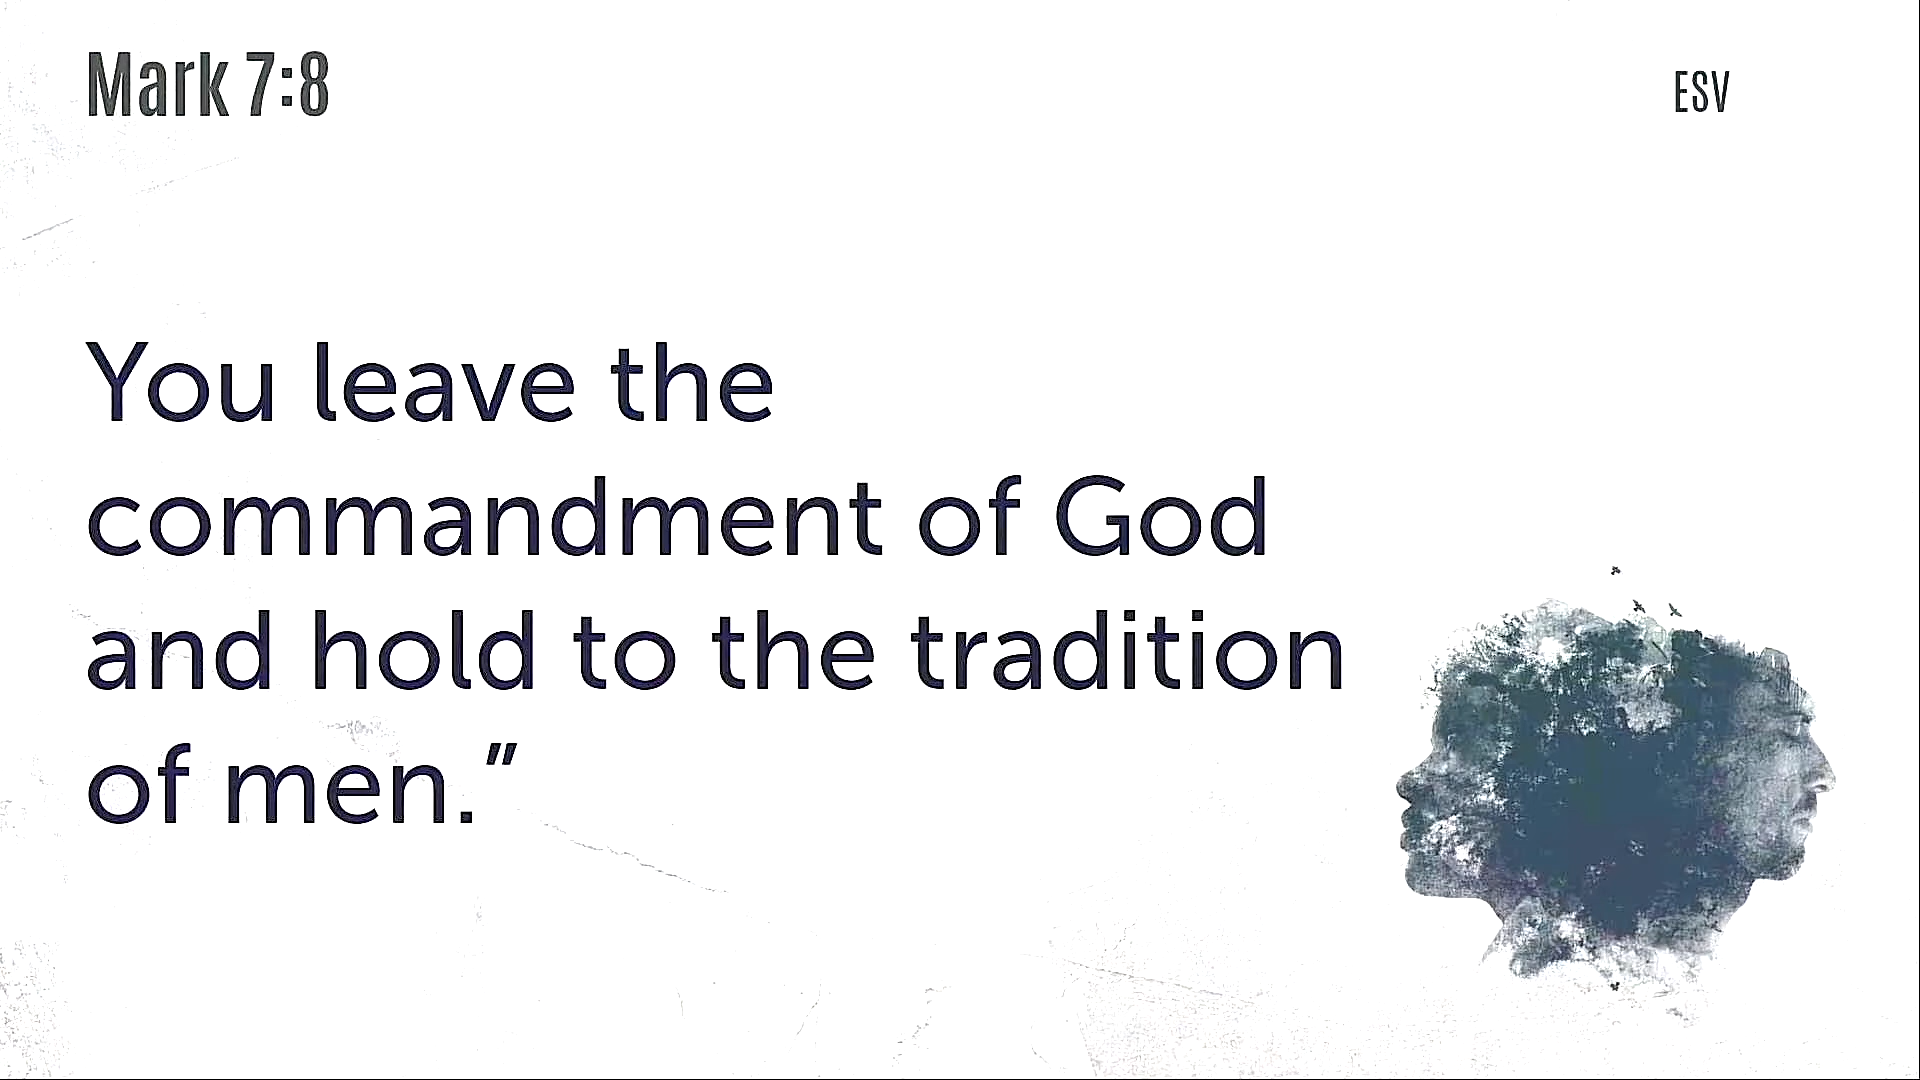 Mark 7:8
ESV
You leave the
commandment of God
and hold to the tradition
of men.”